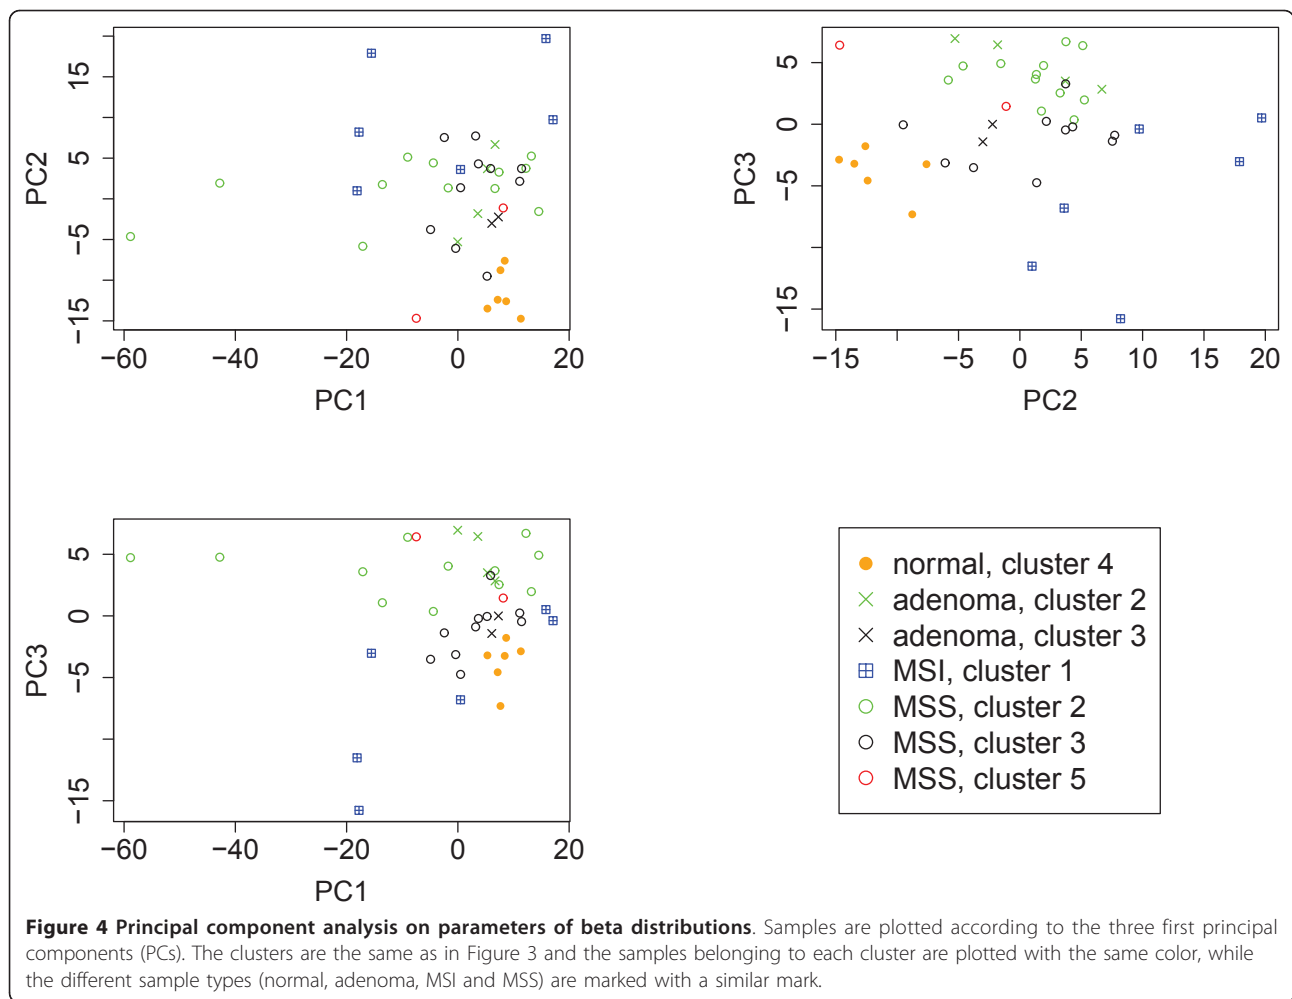 15
5
−5
−15
PC2
−60 −40 −20 0 20
PC1
5
0
−5
−15
PC3
−15 −5 0 5 10 15 20
PC2
5
0
−5
−15
PC3
−60 −40 −20 0 20
PC1
normal, cluster 4
adenoma, cluster 2
adenoma, cluster 3
MSI, cluster 1
MSS, cluster 2
MSS, cluster 3
MSS, cluster 5
Figure 4 Principal component analysis on parameters of beta distributions. Samples are plotted according to the three first principal
components (PCs). The clusters are the same as in Figure 3 and the samples belonging to each cluster are plotted with the same color, while
the different sample types (normal, adenoma, MSI and MSS) are marked with a similar mark.